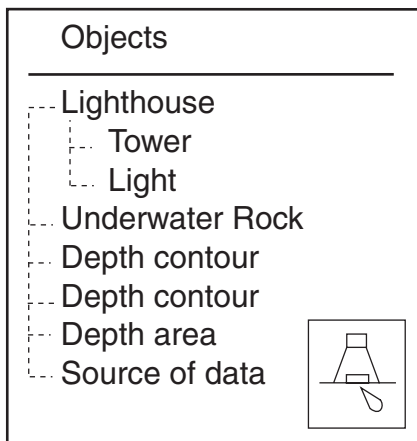 Objects
Lighthouse
Tower
Light
Underwater Rock
Depth contour
Depth contour
Depth area
Source of data